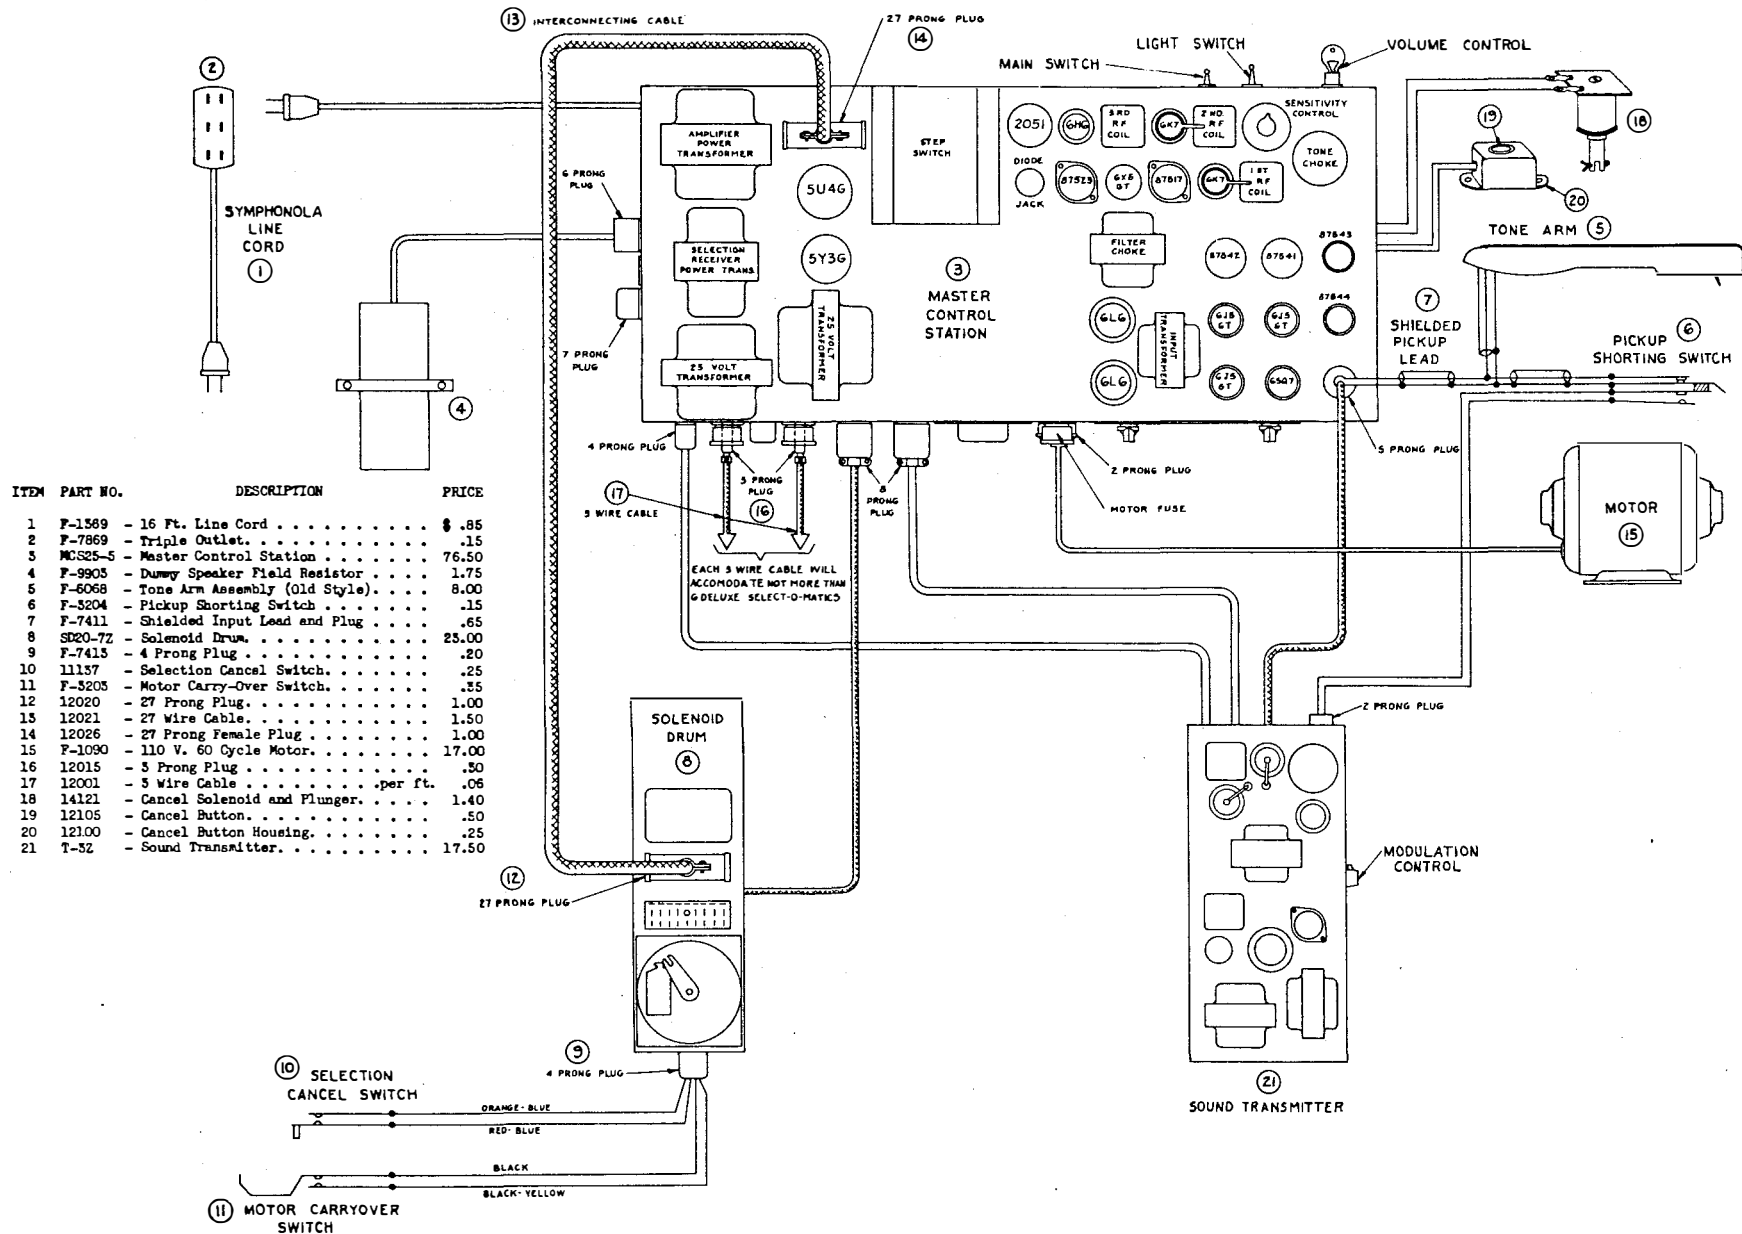 13 INTERCONNECTING CABLE
27 PRONG PLUG
14
LIGHT SWITCH
MAIN SWITCH
VOLUME CONTROL
2
SYMPHONOLA
LINE
CORD
1
6 PRONG
PLUG
7 PRONG
PLUG
4
AMPLIFIER
POWER
TRANSFORMER
SELECTION
RECEIVER
POWER TRANS.
25 VOLT
TRANSFORMER
5U4G
5Y3G
25 VOLT
TRANSFORMER
STEP
SWITCH
3
MASTER
CONTROL
STATION
2051
6H6
3 RD
RF
COIL
6K7
2 ND.
RF
COIL
SENSITIVITY
CONTROL
TONE
CHOKE
DIODE
JACK
87523
6X5
GT
87517
6K7
1 ST
RF
COIL
FILTER
CHOKE
87542
87541
87543
87544
6L6
6L6
INPUT
TRANSFORMER
6J5
GT
6J5
GT
6J5
GT
6SQ7
18
19
20
TONE ARM 5
7
SHIELDED
PICKUP
LEAD
6
PICKUP
SHORTING SWITCH
5 PRONG PLUG
MOTOR
15
4 PRONG PLUG
3 PRONG
PLUG
16
17
3 WIRE CABLE
8
PRONG
PLUG
2 PRONG PLUG
MOTOR FUSE
EACH 3 WIRE CABLE WILL
ACCOMODATE NOT MORE THAN
6 DELUXE SELECT-O-MATICS
ITEM PART NO. DESCRIPTION PRICE
1 F-1569 - 16 Ft. Line Cord . . . . . . . . . . $ .85
2 F-7869 - Triple Outlet. . . . . . . . . . . . .15
3 MCS25-5 - Master Control Station . . . . . . . 76.50
4 F-9903 - Dummy Speaker Field Resistor . . . . 1.75
5 F-6068 - Tone Arm Assembly (Old Style). . . . 8.00
6 F-3204 - Pickup Shorting Switch . . . . . . . .15
7 F-7411 - Shielded Input Lead and Plug . . . . .65
8 SD20-7Z - Solenoid Drum. . . . . . . . . . . . 23.00
9 F-7413 - 4 Prong Plug . . . . . . . . . . . . .20
10 11137 - Selection Cancel Switch. . . . . . . .25
11 F-3203 - Motor Carry-Over Switch. . . . . . . .35
12 12020 - 27 Prong Plug. . . . . . . . . . . . 1.00
13 12021 - 27 Wire Cable. . . . . . . . . . . . 1.50
14 12026 - 27 Prong Female Plug . . . . . . . . 1.00
15 F-1090 - 110 V. 60 Cycle Motor. . . . . . . . 17.00
16 12015 - 3 Prong Plug . . . . . . . . . . . . .30
17 12001 - 3 Wire Cable . . . . . . . . .per ft. .06
18 14121 - Cancel Solenoid and Plunger. . . . . 1.40
19 12105 - Cancel Button. . . . . . . . . . . . .50
20 12100 - Cancel Button Housing. . . . . . . . .25
21 T-3Z - Sound Transmitter. . . . . . . . . . 17.50
SOLENOID
DRUM
8
12
27 PRONG PLUG
9
4 PRONG PLUG
2 PRONG PLUG
MODULATION
CONTROL
21
SOUND TRANSMITTER
10 SELECTION
CANCEL SWITCH
ORANGE-BLUE
RED-BLUE
BLACK
BLACK-YELLOW
11 MOTOR CARRYOVER
SWITCH